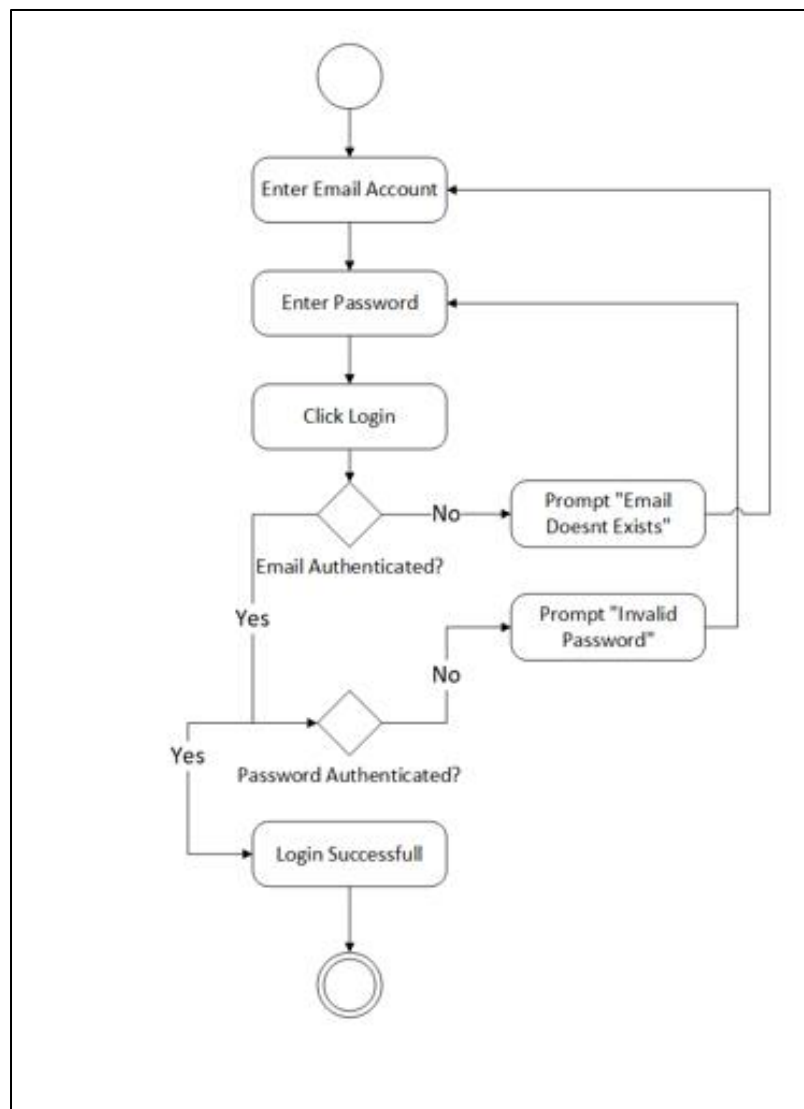 Enter Email Account
Enter Password
Click Login
No
Prompt "Email
Doesnt Exists"
Email Authenticated?
Yes
Prompt "Invalid
Password"
No
Yes
Password Authenticated?
Login Successfull